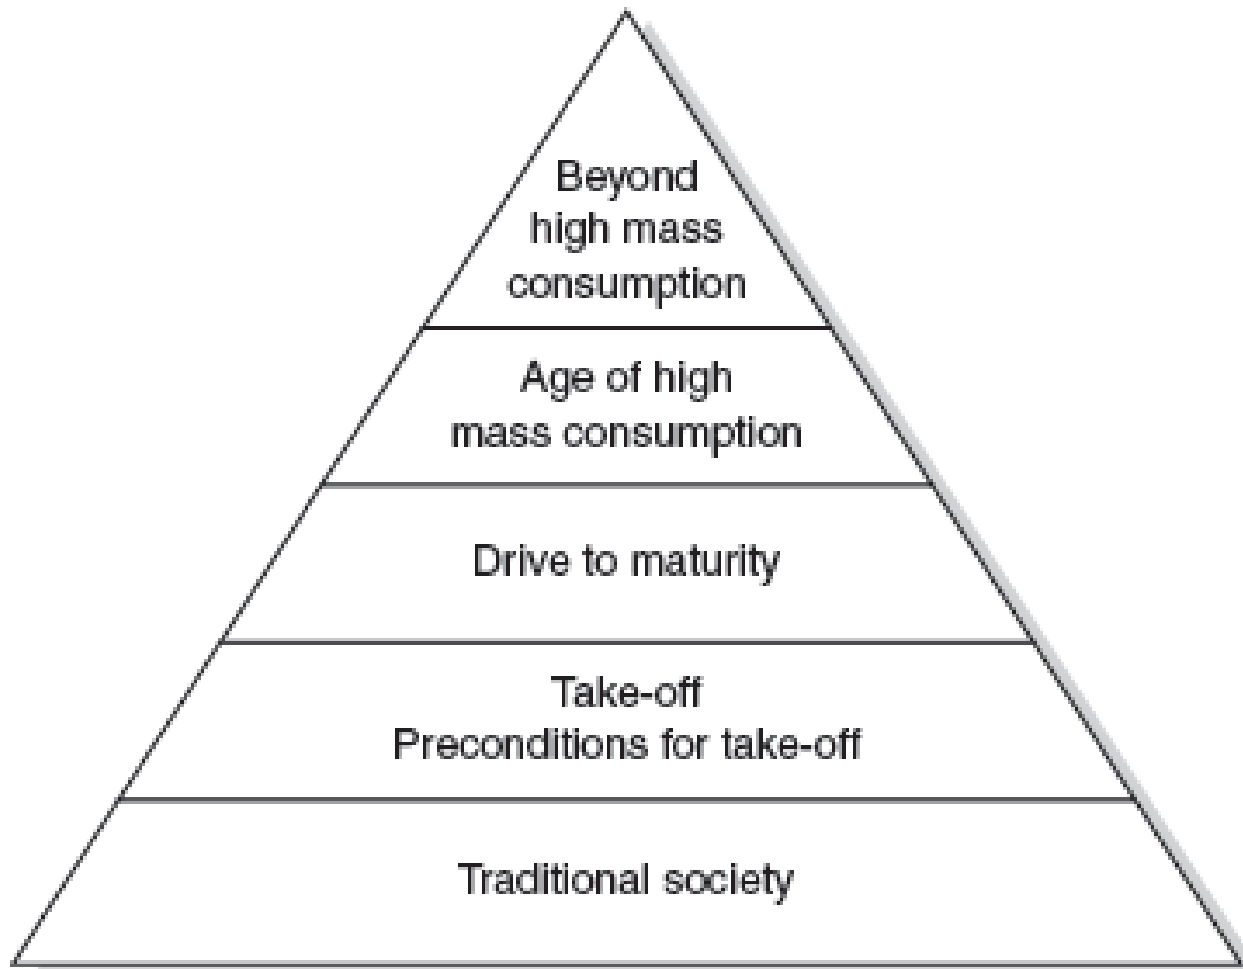 Beyond
high mass
consumption
Age of high
mass consumption
Drive to maturity
Take-off
Preconditions for take-off
Traditional society